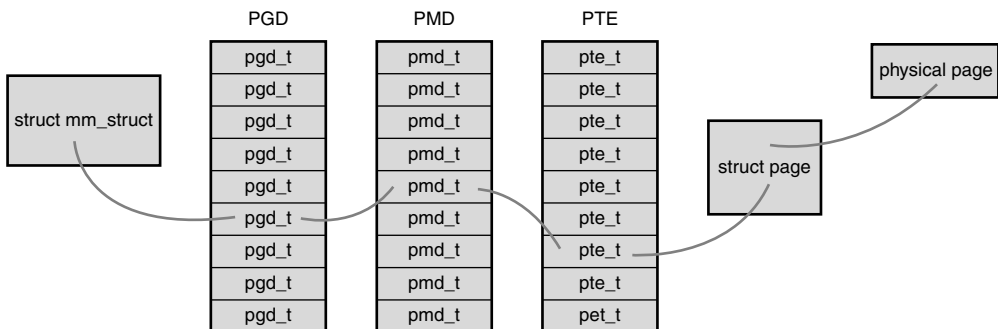 PGD PMD PTE
pgd_t pmd_t pte_t
struct mm_struct
pgd_t pmd_t pte_t
physical page
pgd_t pmd_t pte_t
pgd_t pmd_t pte_t
struct page
pgd_t pmd_t pte_t
pgd_t pmd_t pte_t
pgd_t pmd_t pte_t
pgd_t pmd_t pte_t
pgd_t pmd_t pet_t